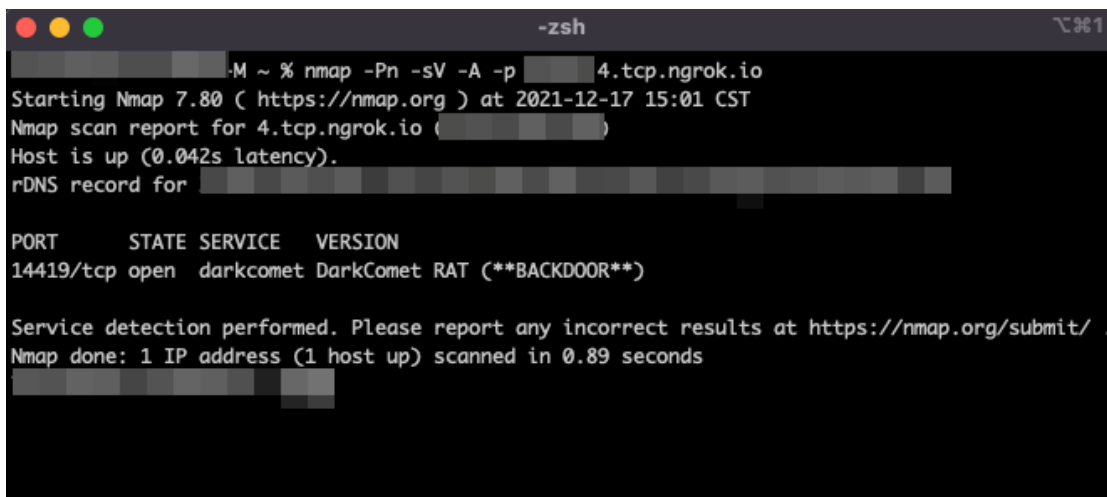 -zsh
⌥⌘1
-M ~ % nmap -Pn -sV -A -p 4.tcp.ngrok.io
Starting Nmap 7.80 ( https://nmap.org ) at 2021-12-17 15:01 CST
Nmap scan report for 4.tcp.ngrok.io ( )
Host is up (0.042s latency).
rDNS record for
PORT STATE SERVICE VERSION
14419/tcp open darkcomet DarkComet RAT (**BACKDOOR**)
Service detection performed. Please report any incorrect results at https://nmap.org/submit/ .
Nmap done: 1 IP address (1 host up) scanned in 0.89 seconds